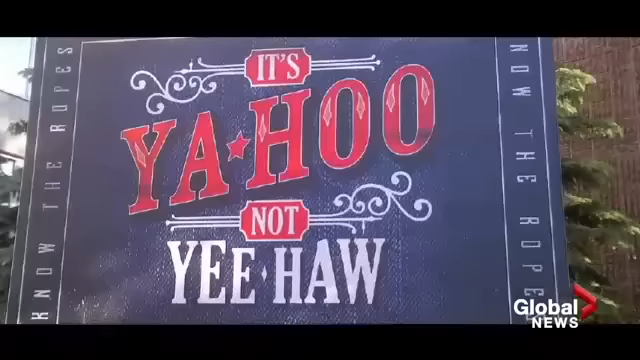 KNOW THE ROPES
IT'S
YA★HOO
NOT
YEE·HAW
KNOW THE ROPES
Global
NEWS